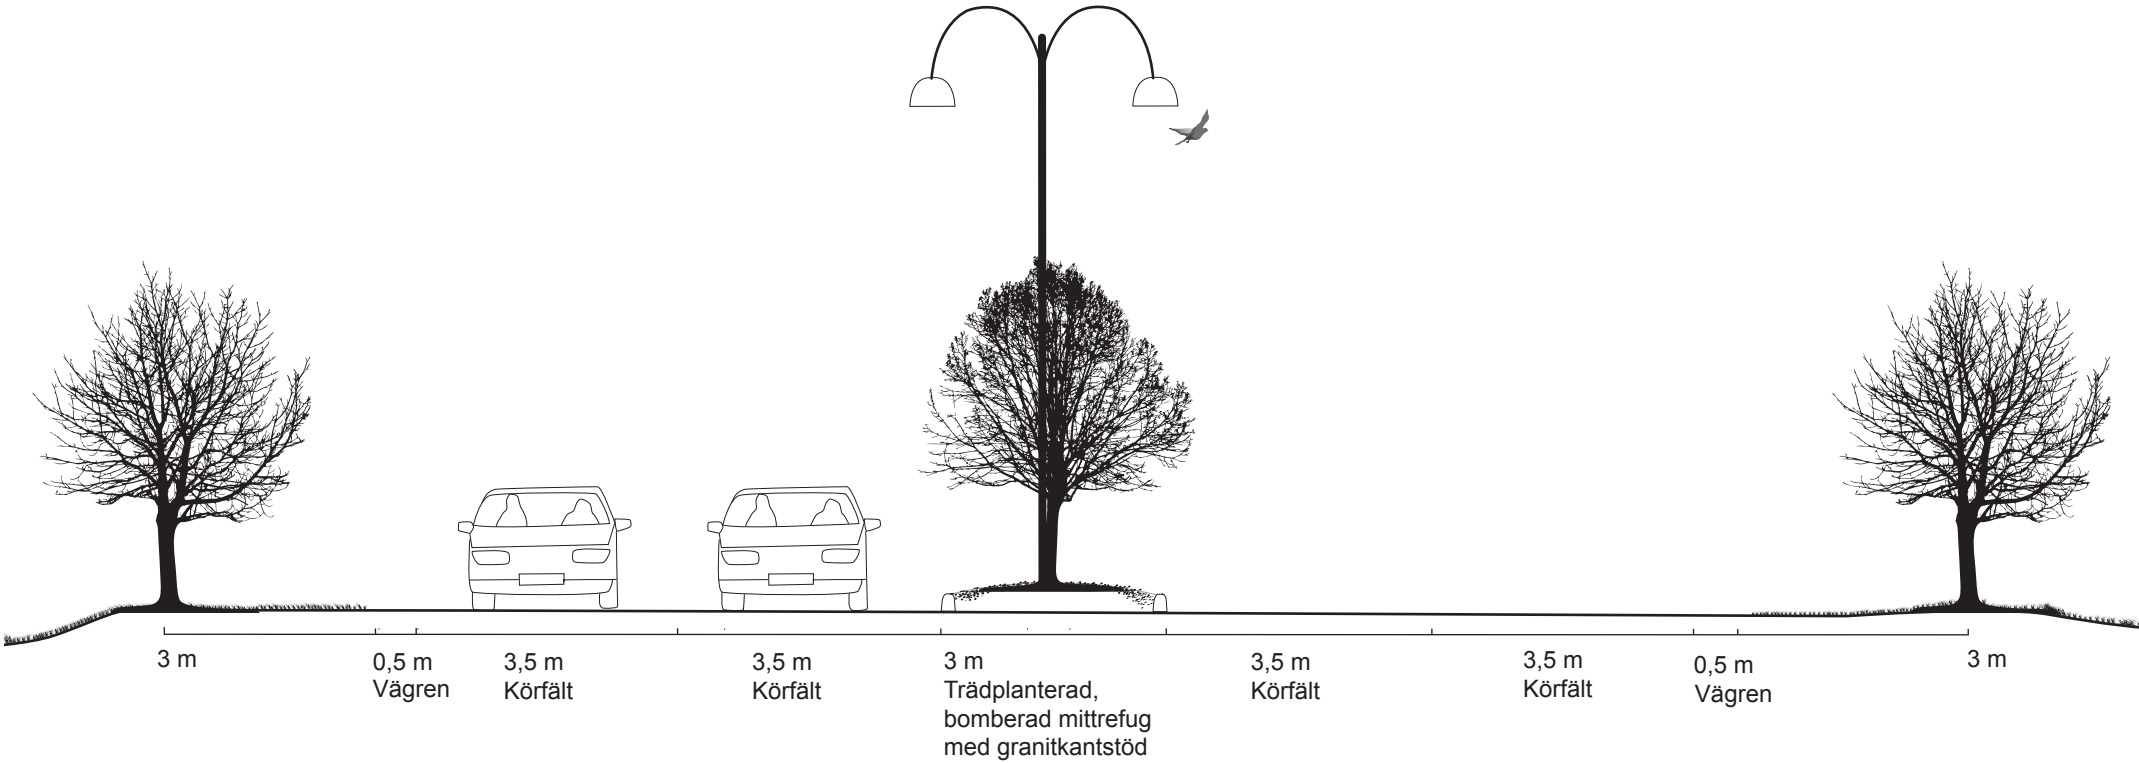 3 m
0,5 m
Vägren
3,5 m
Körfält
3,5 m
Körfält
3 m
Trädplanterad,
bomberad mittrefug
med granitkantstöd
3,5 m
Körfält
3,5 m
Körfält
0,5 m
Vägren
3 m